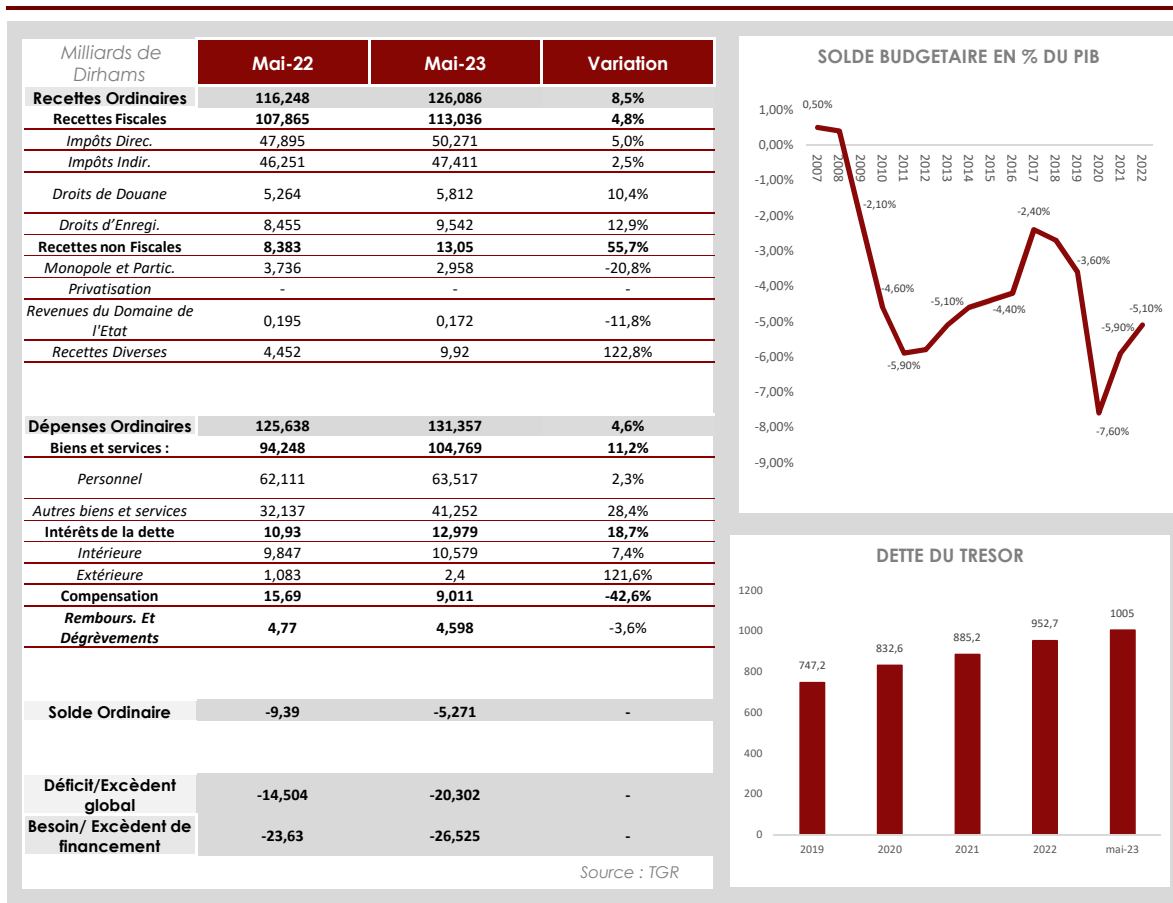 Milliards de Dirhams Mai-22 Mai-23 Variation
Recettes Ordinaires 116,248 126,086 8,5%
Recettes Fiscales 107,865 113,036 4,8%
Impôts Direc. 47,895 50,271 5,0%
Impôts Indir. 46,251 47,411 2,5%
Droits de Douane 5,264 5,812 10,4%
Droits d'Enregi. 8,455 9,542 12,9%
Recettes non Fiscales 8,383 13,05 55,7%
Monopole et Partic. 3,736 2,958 -20,8%
Privatisation - - -
Revenues du Domaine de l'Etat 0,195 0,172 -11,8%
Recettes Diverses 4,452 9,92 122,8%
Dépenses Ordinaires 125,638 131,357 4,6%
Biens et services : 94,248 104,769 11,2%
Personnel 62,111 63,517 2,3%
Autres biens et services 32,137 41,252 28,4%
Intérêts de la dette 10,93 12,979 18,7%
Intérieure 9,847 10,579 7,4%
Extérieure 1,083 2,4 121,6%
Compensation 15,69 9,011 -42,6%
Rembours. Et Dégrèvements 4,77 4,598 -3,6%
Solde Ordinaire -9,39 -5,271 -
Déficit/Excèdent global -14,504 -20,302 -
Besoin/ Excèdent de financement -23,63 -26,525 -
Source : TGR
SOLDE BUDGETAIRE EN % DU PIB
1,00%
0,00%
-1,00%
-2,00%
-3,00%
-4,00%
-5,00%
-6,00%
-7,00%
-8,00%
-9,00%
2007 2008 2009 2010 2011 2012 2013 2014 2015 2016 2017 2018 2019 2020 2021 2022
0,50%
-2,10%
-4,60%
-5,90%
-5,10%
-4,40%
-2,40%
-3,60%
-7,60%
-5,90%
-5,10%
DETTE DU TRESOR
1200
1000
800
600
400
200
0
747,2 832,6 885,2 952,7 1005
2019 2020 2021 2022 mai-23